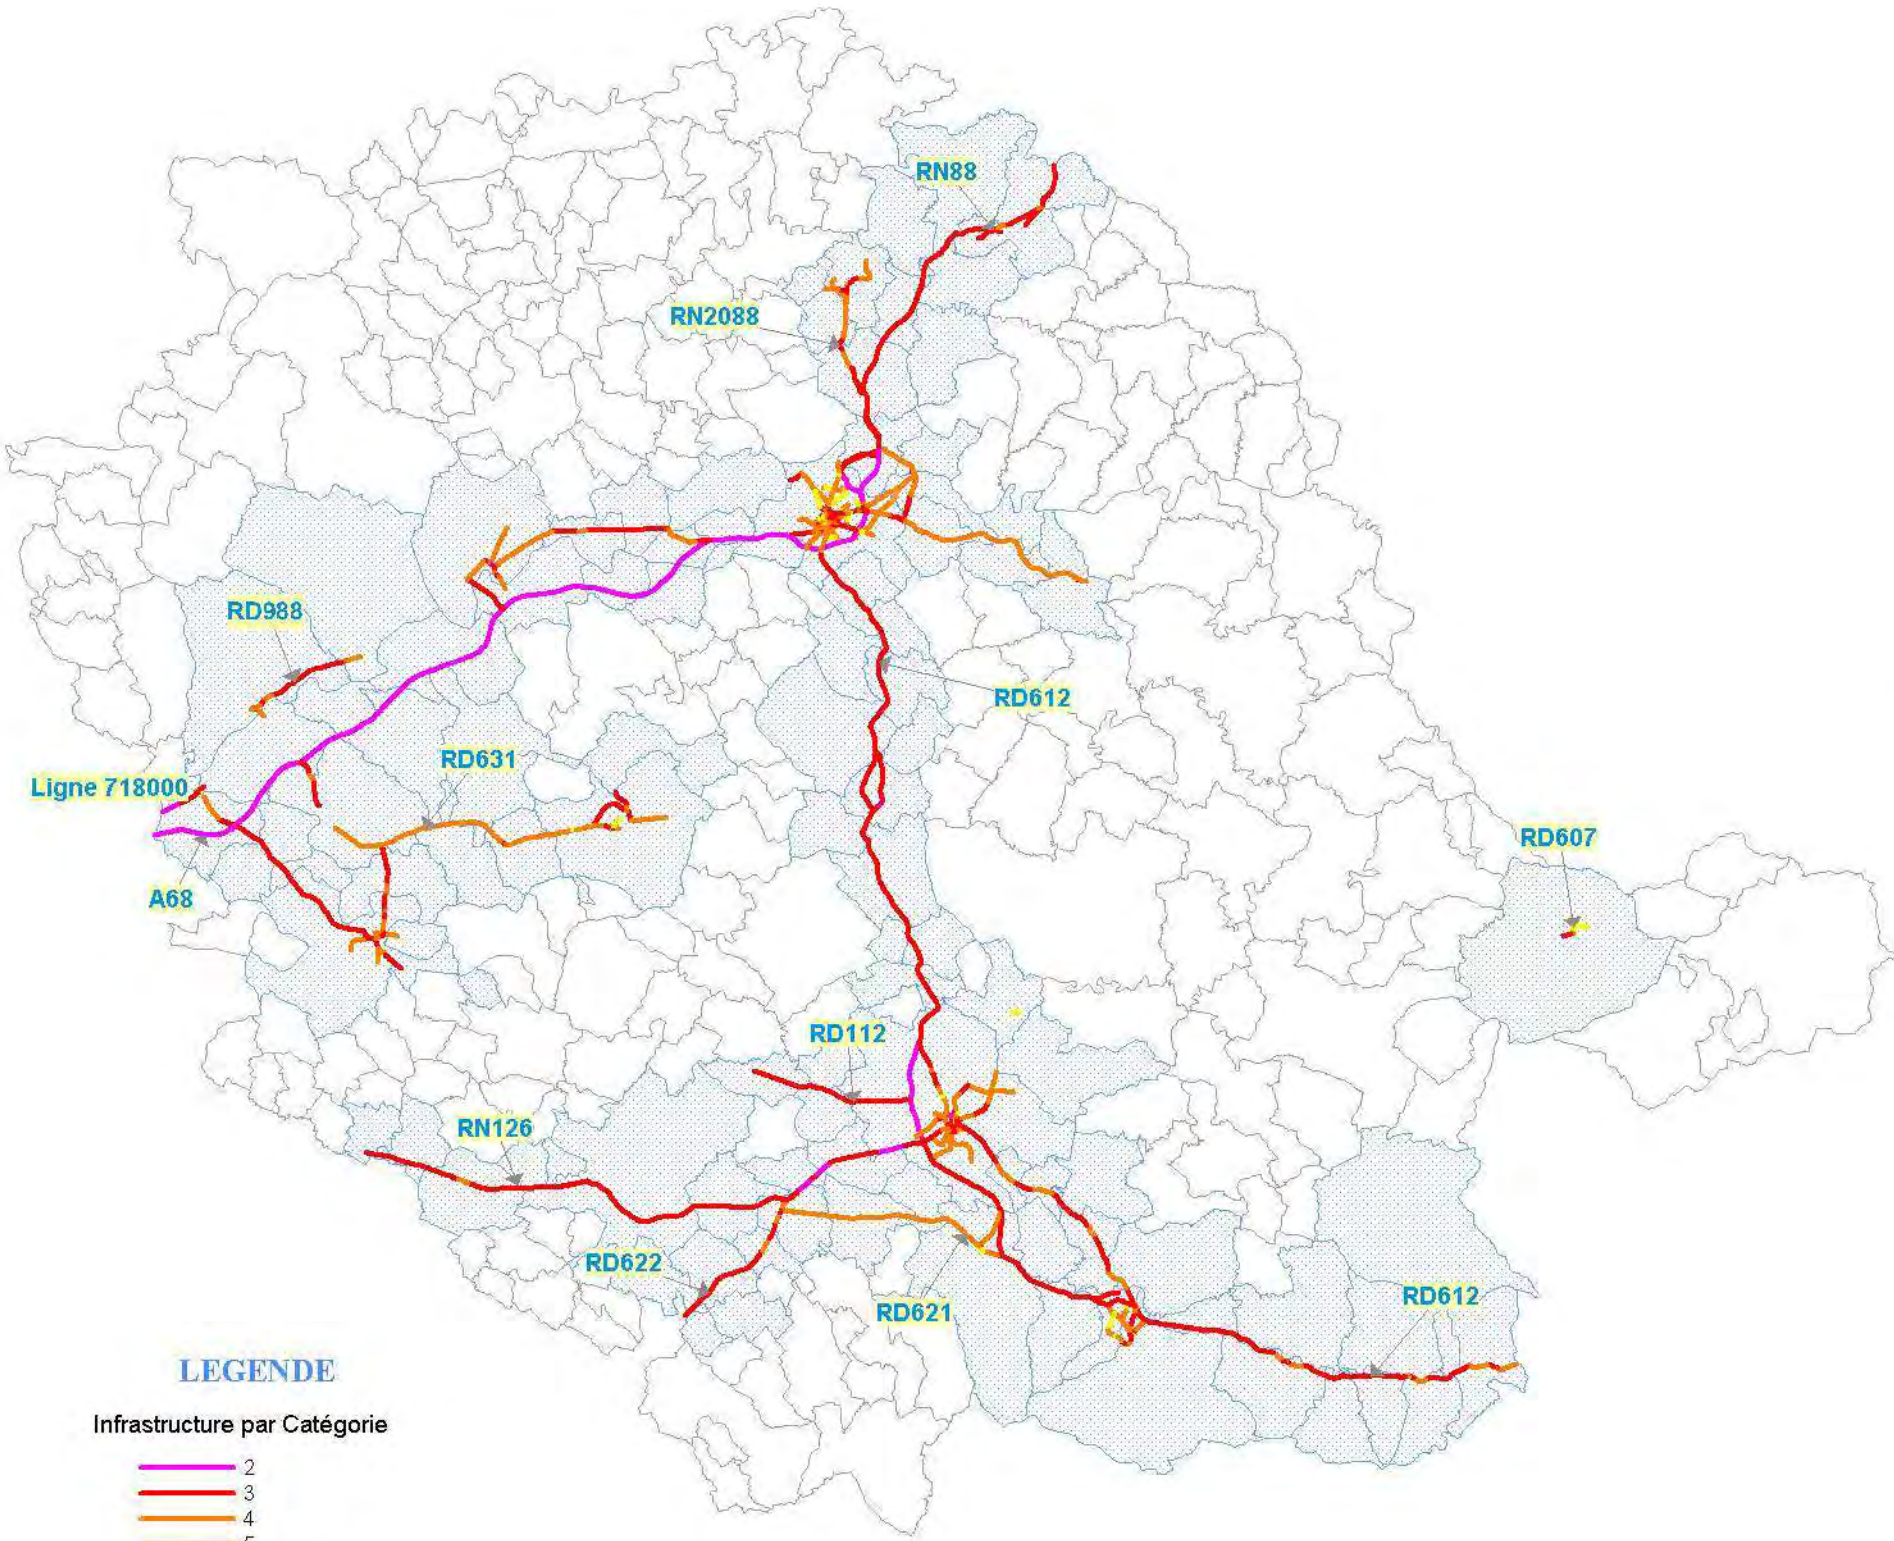 RN88
RN2088
RD988
RD612
RD631
Ligne 718000
RD607
A68
RD112
RN126
RD622
RD621
RD612
LEGENDE
Infrastructure par Catégorie
2
3
4
5